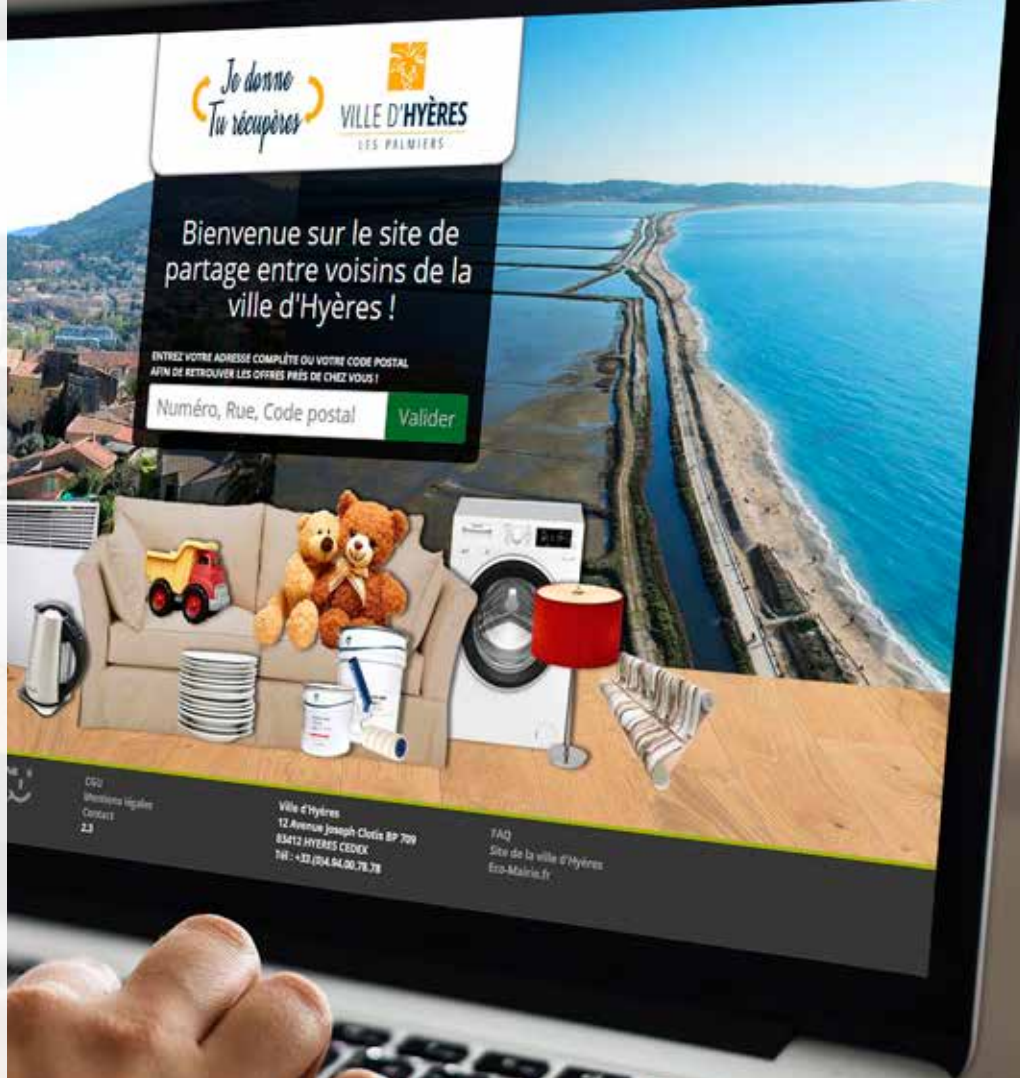 Je donne
Tu récupères
VILLE D'HYÈRES
LES PALMIERS
Bienvenue sur le site de
partage entre voisins de la
ville d'Hyères !
ENTREZ VOTRE ADRESSE COMPLÈTE OU VOTRE CODE POSTAL
AFIN DE RETROUVER LES OFFRES PRÈS DE CHEZ VOUS !
Numéro, Rue, Code postal
Valider
CGU
Mentions légales
Contact
2.3
Ville d'Hyères
12 Avenue Joseph Clotis BP 709
83412 HYERES CEDEX
Tél : +33.(0)4.94.00.78.78
FAQ
Site de la ville d'Hyères
Eco-Mairie.fr